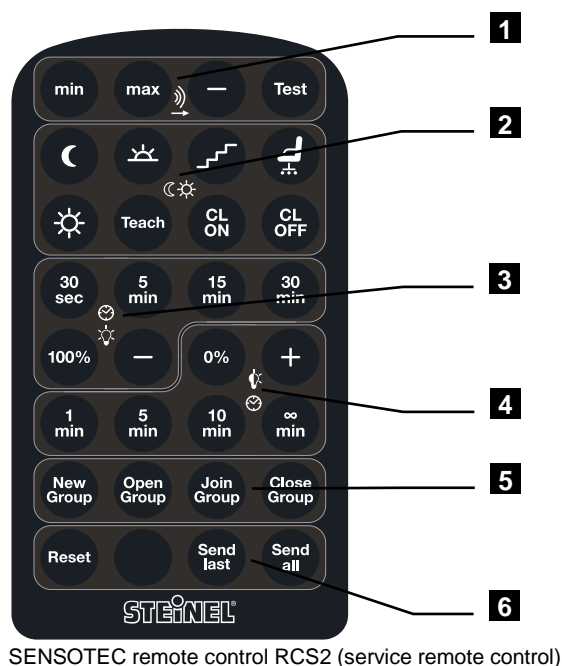 1
min max − Test
2
Teach CL ON CL OFF
3
30 sec 5 min 15 min 30 min
100% − 0% +
4
1 min 5 min 10 min ∞ min
5
New Group Open Group Join Group Close Group
Reset Send last Send all
6
STEINEL®
SENSOTEC remote control RCS2 (service remote control)